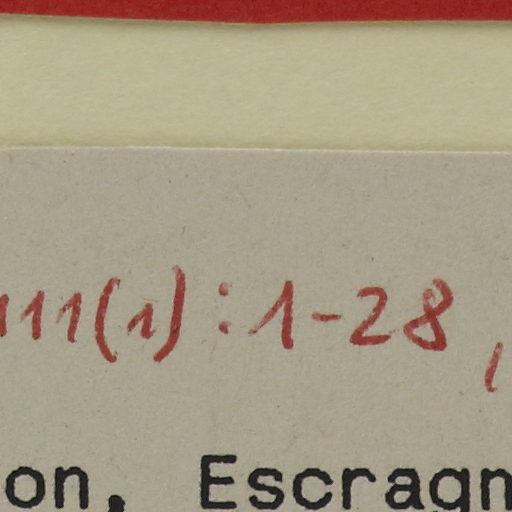 111(1):1-28,
on, Escragn